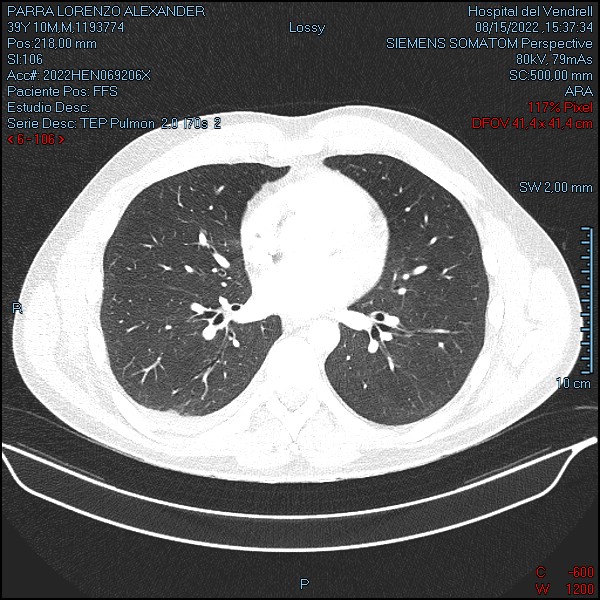 PARRA LORENZO ALEXANDER
39Y 10M,M,1193774
Pos:218,00 mm
SI:106
Acc#: 2022HEN069206X
Paciente Pos: FFS
Estudio Desc:
Serie Desc: TEP Pulmon 2.0 I70s 2
< 6 - 106 >
Lossy
Hospital del Vendrell
08/15/2022 ,15:37:34
SIEMENS SOMATOM Perspective
80kV, 79mAs
SC:500,00 mm
ARA
117% Pixel
DFOV 41,4 x 41,4cm
SW 2,00 mm
R
10 cm
P
C -600
W 1200